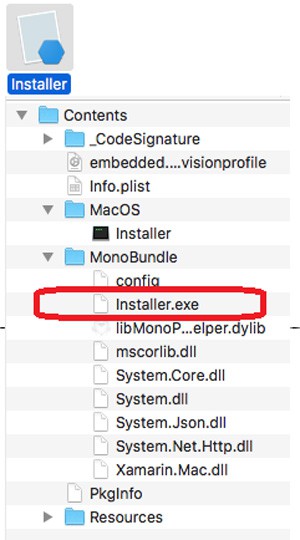 Installer
Contents
_CodeSignature
embedded....visionprofile
Info.plist
MacOS
Installer
MonoBundle
config
Installer.exe
libMonoP...elper.dylib
mscorlib.dll
System.Core.dll
System.dll
System.Json.dll
System.Net.Http.dll
Xamarin.Mac.dll
PkgInfo
Resources